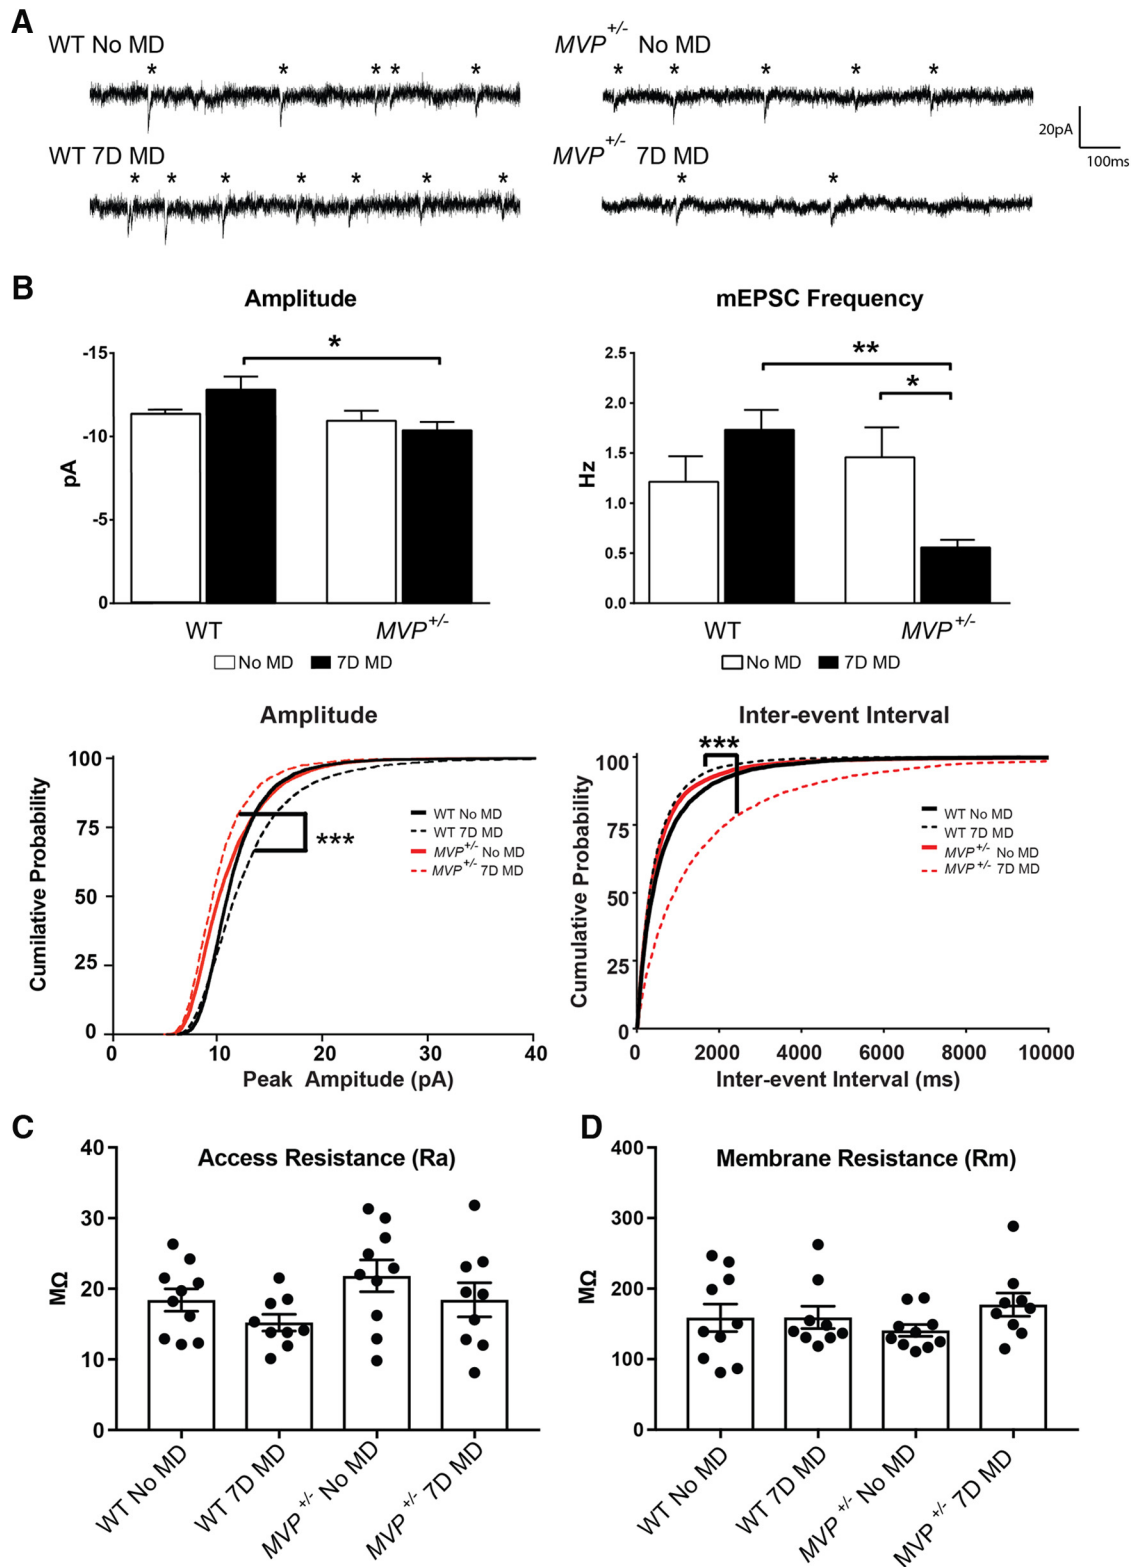 A
WT No MD
MVP+/- No MD
* * * * *
* * * * *
20pA
100ms
WT 7D MD
MVP+/- 7D MD
* * * * * * *
* *
B
Amplitude
mEPSC Frequency
*
**
*
-15
-10
-5
0
pA
2.5
2.0
1.5
1.0
0.5
0.0
Hz
WT
MVP+/-
WT
MVP+/-
No MD
7D MD
No MD
7D MD
Amplitude
Inter-event Interval
100
75
50
25
0
Cumilative Probability
***
WT No MD
WT 7D MD
MVP+/- No MD
MVP+/- 7D MD
0 10 20 30 40
Peak Ampitude (pA)
100
75
50
25
0
Cumulative Probability
***
WT No MD
WT 7D MD
MVP+/- No MD
MVP+/- 7D MD
0 2000 4000 6000 8000 10000
Inter-event Interval (ms)
C
Access Resistance (Ra)
40
30
20
10
0
MΩ
WT No MD
WT 7D MD
MVP+/- No MD
MVP+/- 7D MD
D
Membrane Resistance (Rm)
400
300
200
100
0
MΩ
WT No MD
WT 7D MD
MVP+/- No MD
MVP+/- 7D MD